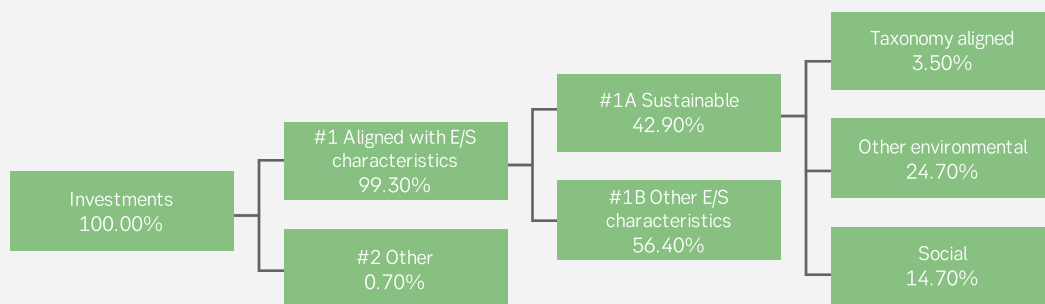 Investments
100.00%
#1 Aligned with E/S
characteristics
99.30%
#2 Other
0.70%
#1A Sustainable
42.90%
#1B Other E/S
characteristics
56.40%
Taxonomy aligned
3.50%
Other environmental
24.70%
Social
14.70%